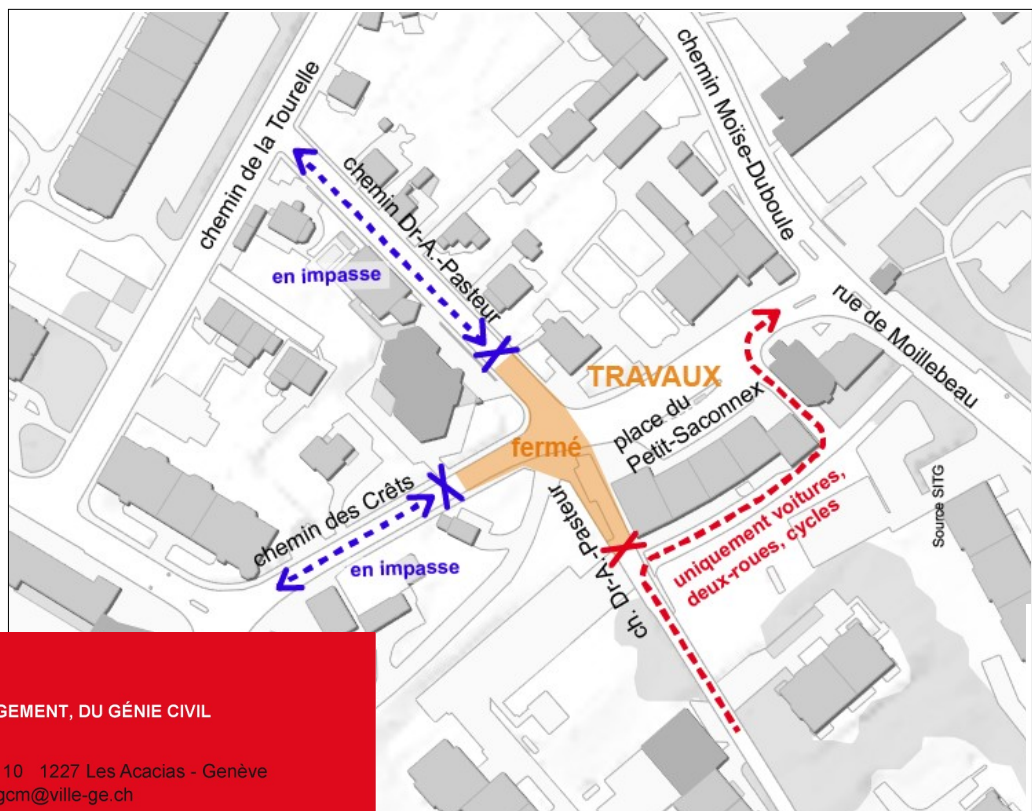 chemin de la Tourelle
chemin Moïse-Duboule
chemin Dr-A.-Pasteur
en impasse
rue de Moillebeau
TRAVAUX
place du
Petit-Saconnex
fermé
chemin des Crêts
en impasse
ch. Dr-A.-Pasteur
uniquement voitures,
deux-roues, cycles
Source SITG
GEMENT, DU GÉNIE CIVIL
10 1227 Les Acacias - Genève
gcm@ville-ge.ch